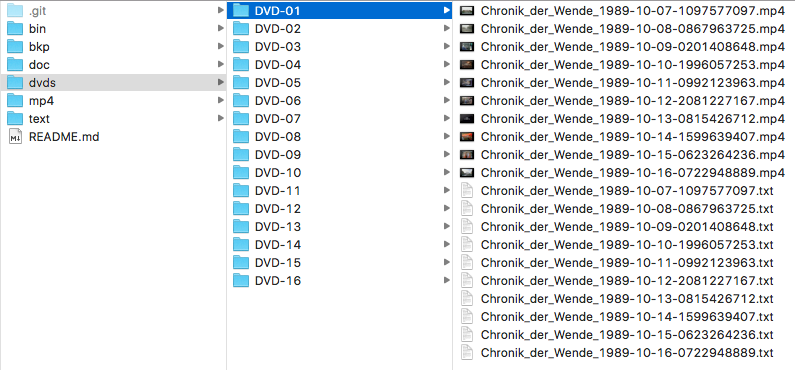 .git
bin
bkp
doc
dvds
mp4
text
README.md
DVD-01
DVD-02
DVD-03
DVD-04
DVD-05
DVD-06
DVD-07
DVD-08
DVD-09
DVD-10
DVD-11
DVD-12
DVD-13
DVD-14
DVD-15
DVD-16
Chronik_der_Wende_1989-10-07-1097577097.mp4
Chronik_der_Wende_1989-10-08-0867963725.mp4
Chronik_der_Wende_1989-10-09-0201408648.mp4
Chronik_der_Wende_1989-10-10-1996057253.mp4
Chronik_der_Wende_1989-10-11-0992123963.mp4
Chronik_der_Wende_1989-10-12-2081227167.mp4
Chronik_der_Wende_1989-10-13-0815426712.mp4
Chronik_der_Wende_1989-10-14-1599639407.mp4
Chronik_der_Wende_1989-10-15-0623264236.mp4
Chronik_der_Wende_1989-10-16-0722948889.mp4
Chronik_der_Wende_1989-10-07-1097577097.txt
Chronik_der_Wende_1989-10-08-0867963725.txt
Chronik_der_Wende_1989-10-09-0201408648.txt
Chronik_der_Wende_1989-10-10-1996057253.txt
Chronik_der_Wende_1989-10-11-0992123963.txt
Chronik_der_Wende_1989-10-12-2081227167.txt
Chronik_der_Wende_1989-10-13-0815426712.txt
Chronik_der_Wende_1989-10-14-1599639407.txt
Chronik_der_Wende_1989-10-15-0623264236.txt
Chronik_der_Wende_1989-10-16-0722948889.txt